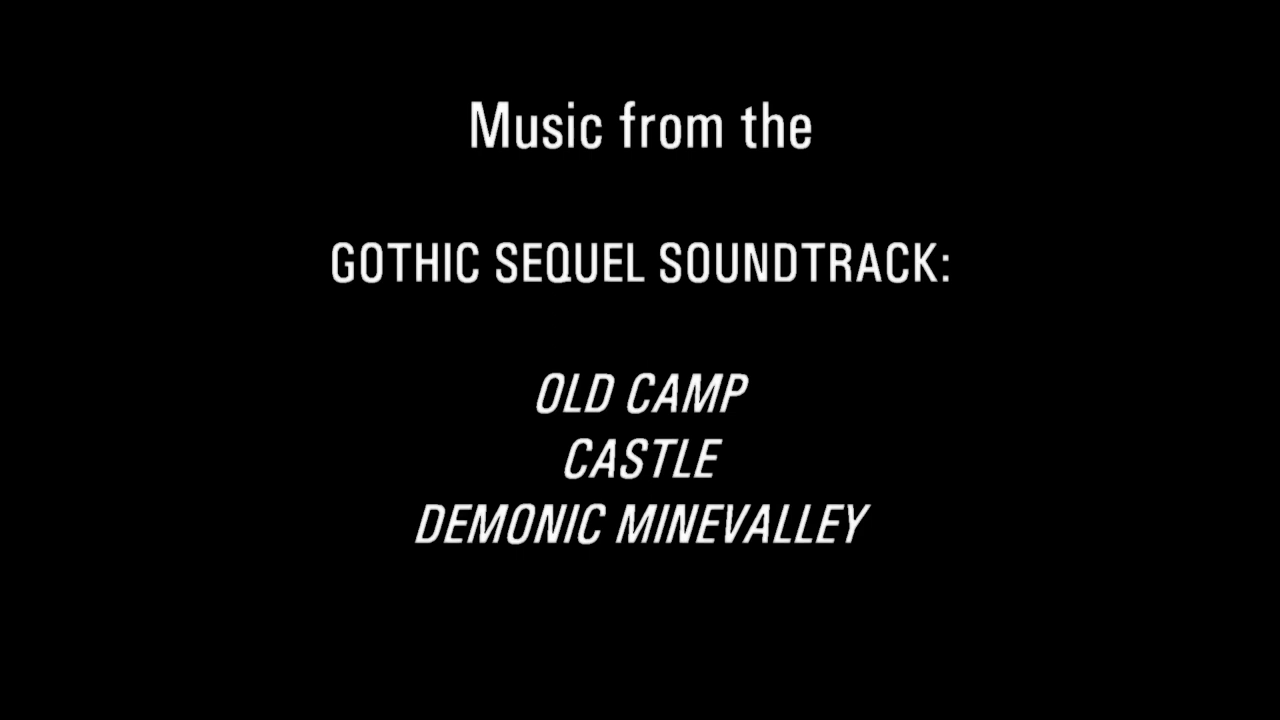 Music from the
GOTHIC SEQUEL SOUNDTRACK:
OLD CAMP
CASTLE
DEMONIC MINEVALLEY